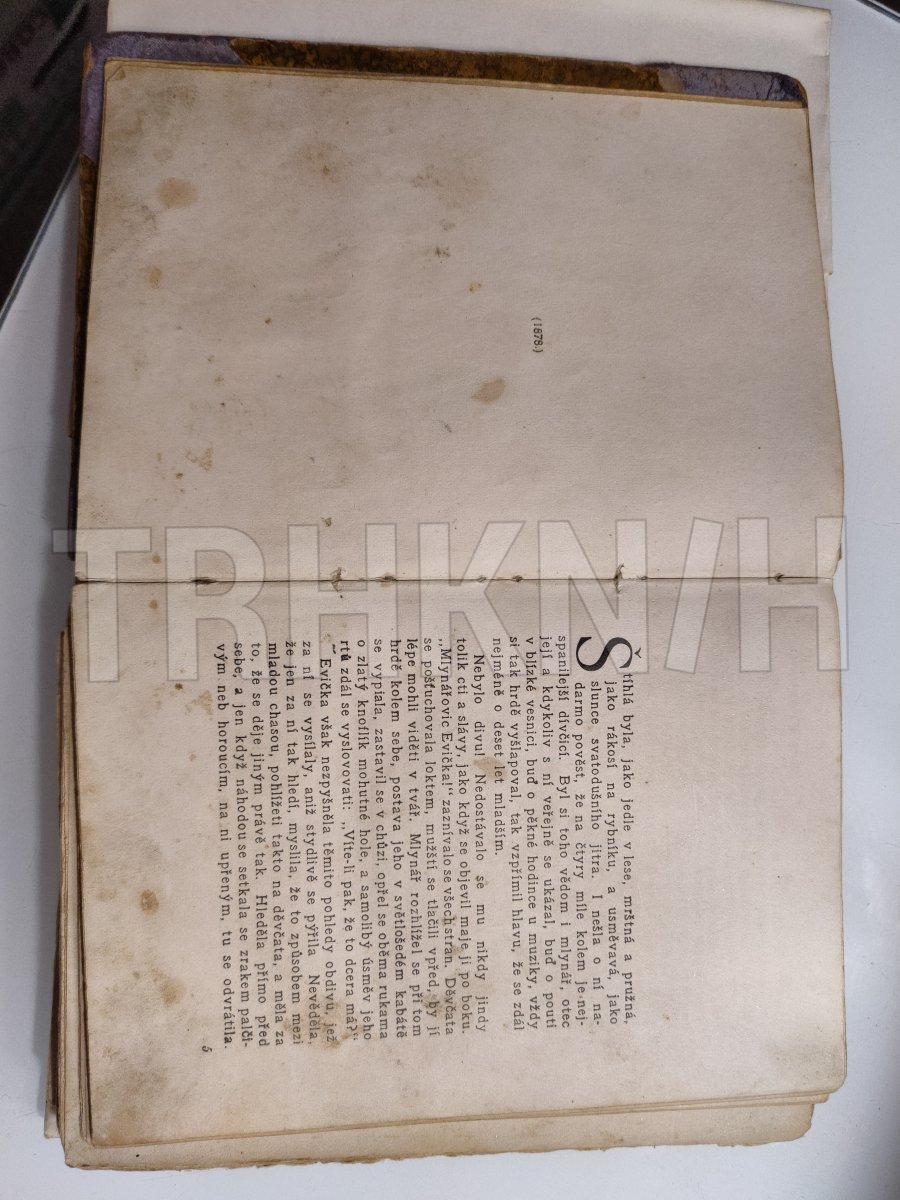 (1878.)
Štíhlá byla, jako jedle v lese, mrštná a pružná,
jako rákosí na rybníku, a usměvavá, jako
slunce svatodušního jitra. I nešla o ní na-
darmo pověst, že na čtyry míle kolem je nej-
spanilejší dívčicí. Byl si toho vědom i mlynář, otec
její a kdykoliv s ní veřejně se ukázal, buď o pouti
v blízké vesnici, buď o pěkné hodince u muziky, vždy
si tak hrdě vyšlapoval, tak vzpřímil hlavu, že se zdál
nejméně o deset let mladším.
Nebylo divu! Nedostávalo se mu nikdy jindy
tolik cti a slávy, jako když se objevil maje ji po boku.
„Mlynářovic Evička!“ zaznívalo se všech stran. Děvčata
se pošťuchovala loktem, mužští se tlačili vpřed, by jí
lépe mohli viděti v tvář. Mlynář rozhlížel se při tom
hrdě kolem sebe, postava jeho v světlošedém kabátě
se vypiala, zastavil se v chůzi, opřel se oběma rukama
o zlatý knoflík mohutné hole, a samolibý úsměv jeho
rtů zdál se vyslovovati: „Víte-li pak, že to dcera má?“
Evička však nezpyšněla těmito pohledy obdivu, jež
za ní se vysílaly, aniž stydlivě se pýřila. Nevěděla,
že jen za ní tak hledí, myslila, že to způsobem mezi
mladou chasou, pohlížeti takto na děvčata, a měla za
to, že se děje jiným právě tak. Hleděla přímo před
sebe, a jen když náhodou se setkala se zrakem palči-
vým neb horoucím, na ni upřeným, tu se odvrátila.
5
TRHKN/H